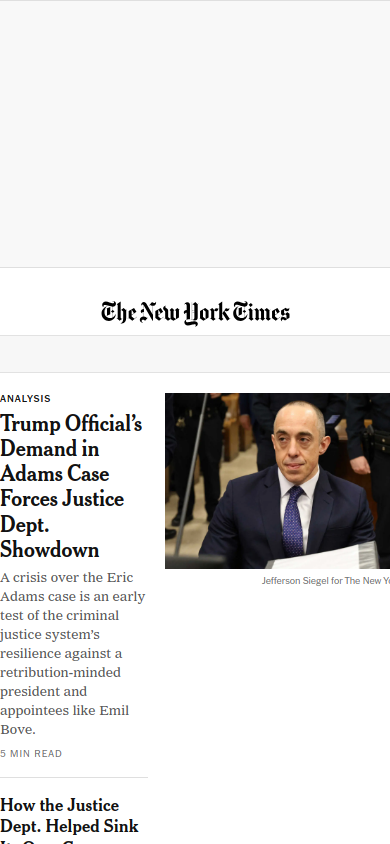 The New York Times
ANALYSIS
Trump Official's
Demand in
Adams Case
Forces Justice
Dept.
Showdown
A crisis over the Eric
Adams case is an early
test of the criminal
justice system's
resilience against a
retribution-minded
president and
appointees like Emil
Bove.
5 MIN READ
Jefferson Siegel for The New
How the Justice
Dept. Helped Sink